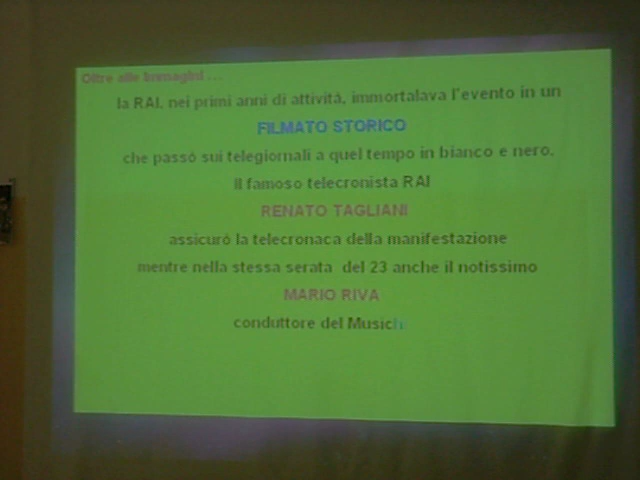 Oltre alle Immagini ...
la RAI, nei primi anni di attività, immortalava l'evento in un
FILMATO STORICO
che passò sui telegiornali a quel tempo in bianco e nero.
Il famoso telecronista RAI
RENATO TAGLIANI
assicurò la telecronaca della manifestazione
mentre nella stessa serata del 23 anche il notissimo
MARIO RIVA
conduttore del Musich